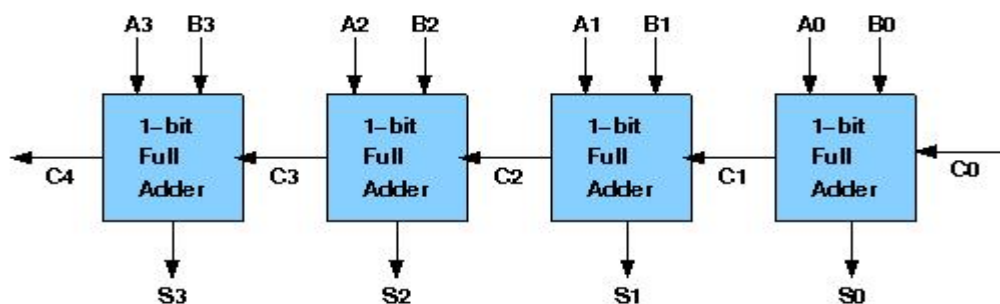 A3 B3 A2 B2 A1 B1 A0 B0
1-bit Full Adder
1-bit Full Adder
1-bit Full Adder
1-bit Full Adder
C4 C3 C2 C1 C0
S3 S2 S1 S0